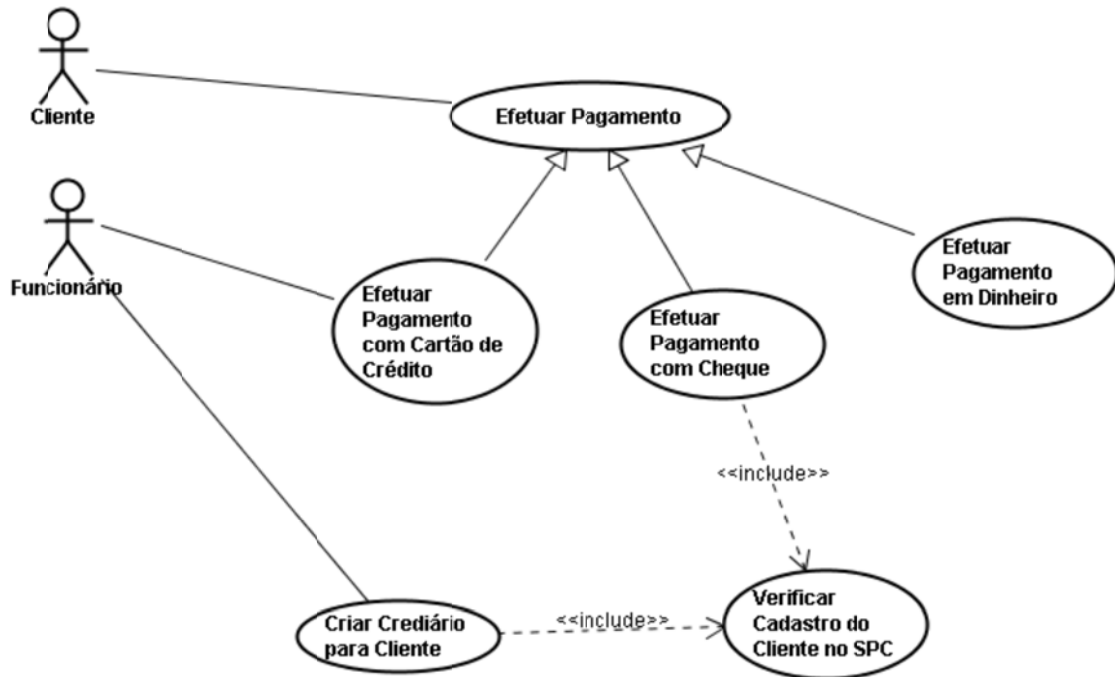 Cliente
Efetuar Pagamento
Funcionário
Efetuar
Pagamento
com Cartão de
Crédito
Efetuar
Pagamento
com Cheque
Efetuar
Pagamento
em Dinheiro
<<include>>
Criar Crediário
para Cliente
<<include>>
Verificar
Cadastro do
Cliente no SPC